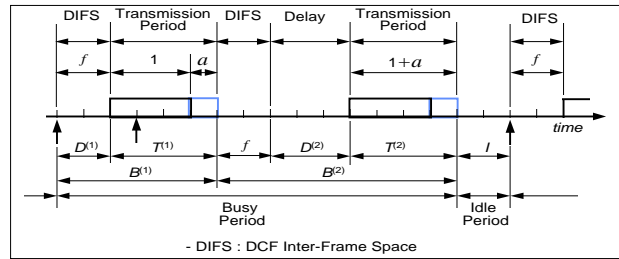 DIFS Transmission Period DIFS Delay Transmission Period DIFS
f 1 a 1+a f
time
D(1) T(1) f D(2) T(2) I
B(1) B(2)
Busy Period Idle Period
- DIFS : DCF Inter-Frame Space